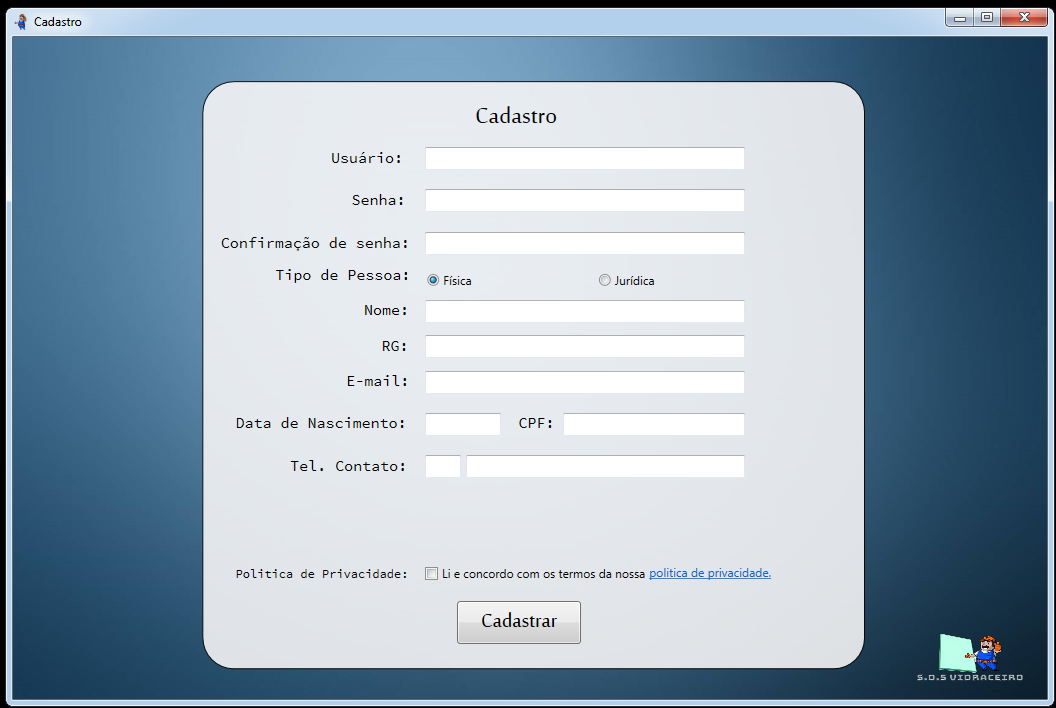 Cadastro
Cadastro
Usuário:
Senha:
Confirmação de senha:
Tipo de Pessoa: Física Jurídica
Nome:
RG:
E-mail:
Data de Nascimento: CPF:
Tel. Contato:
Politica de Privacidade: Li e concordo com os termos da nossa politica de privacidade.
Cadastrar
S.O.S VIDRACEIRO